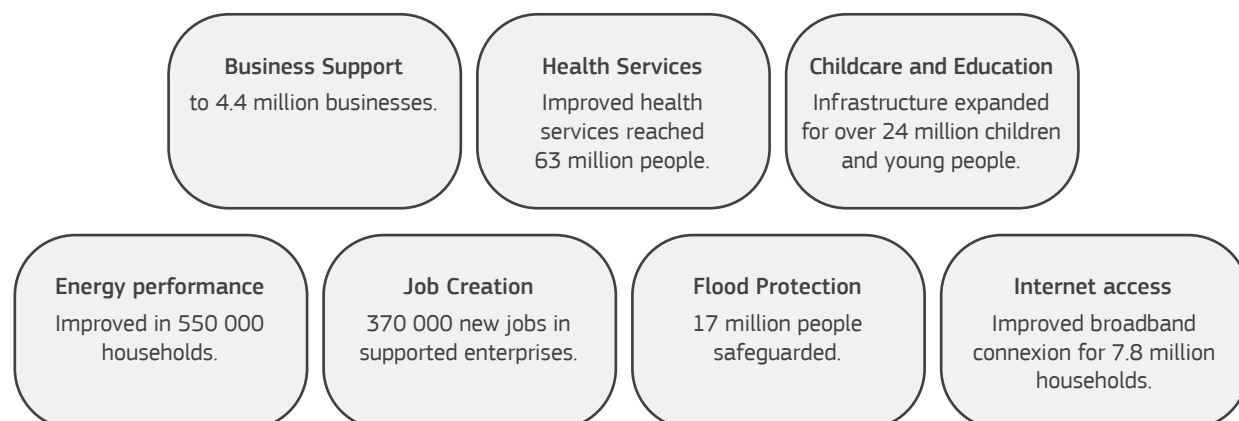 Business Support
to 4.4 million businesses.
Health Services
Improved health
services reached
63 million people.
Childcare and Education
Infrastructure expanded
for over 24 million children
and young people.
Energy performance
Improved in 550 000
households.
Job Creation
370 000 new jobs in
supported enterprises.
Flood Protection
17 million people
safeguarded.
Internet access
Improved broadband
connexion for 7.8 million
households.